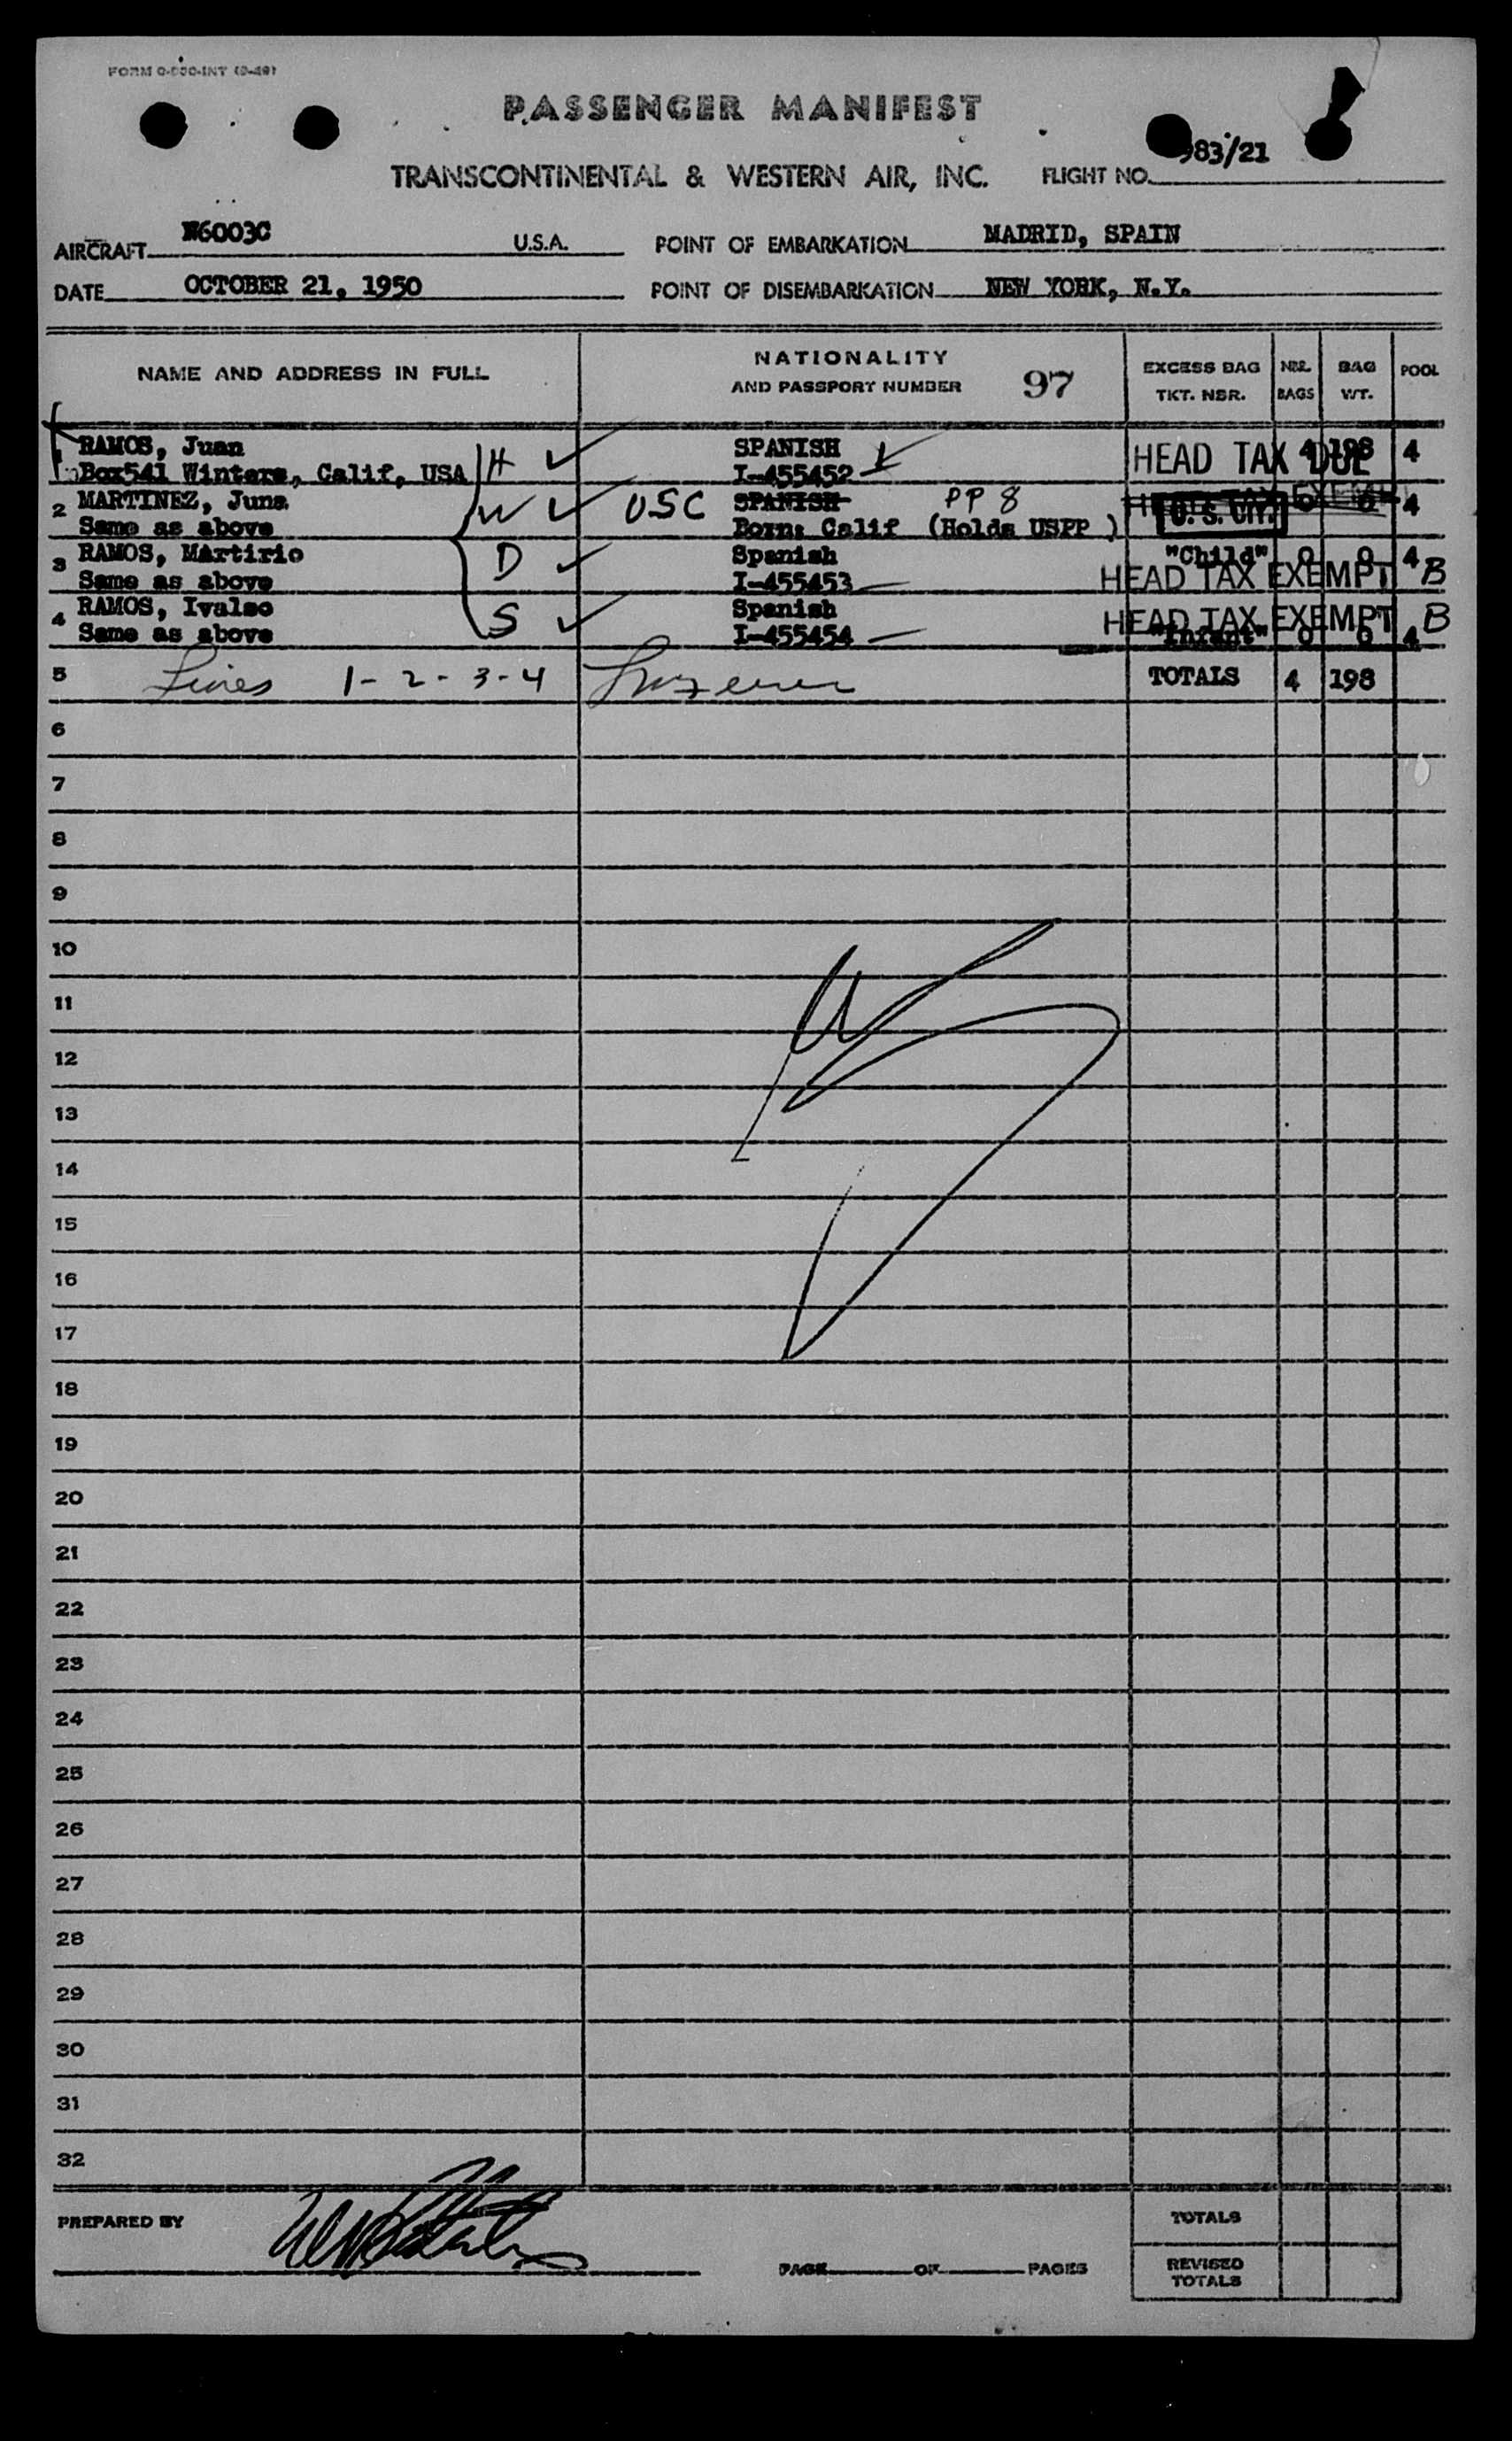 PASSENGER MANIFEST
TRANSCONTINENTAL & WESTERN AIR, INC. FLIGHT NO. 983/21
AIRCRAFT N6003C U.S.A. POINT OF EMBARKATION MADRID, SPAIN
DATE OCTOBER 21, 1950 POINT OF DISEMBARKATION NEW YORK, N.Y.
NAME AND ADDRESS IN FULL NATIONALITY AND PASSPORT NUMBER 97 EXCESS BAG TKT. NBR. NBR. BAGS BAG WT. POOL
RAMOS, Juan SPANISH HEAD TAX DUE 4 198 4
Box541 Winters, Calif, USA H I-455452
2 MARTINEZ, Juna W USC SPANISH PP 8 U.S. CIT. 0 0 4
Same as above Born: Calif (Holds USPP )
3 RAMOS, Martirio D Spanish "Child" 0 0 4
Same as above I-455453 HEAD TAX EXEMPT B
4 RAMOS, Ivalso S Spanish HEAD TAX EXEMPT B
Same as above I-455454 "Infant" 0 0 4
5 Lines 1-2-3-4 TOTALS 4 198
6
7
8
9
10
11
12
13
14
15
16
17
18
19
20
21
22
23
24
25
26
27
28
29
30
31
32
PREPARED BY TOTALS
PAGE OF PAGES REVISED TOTALS